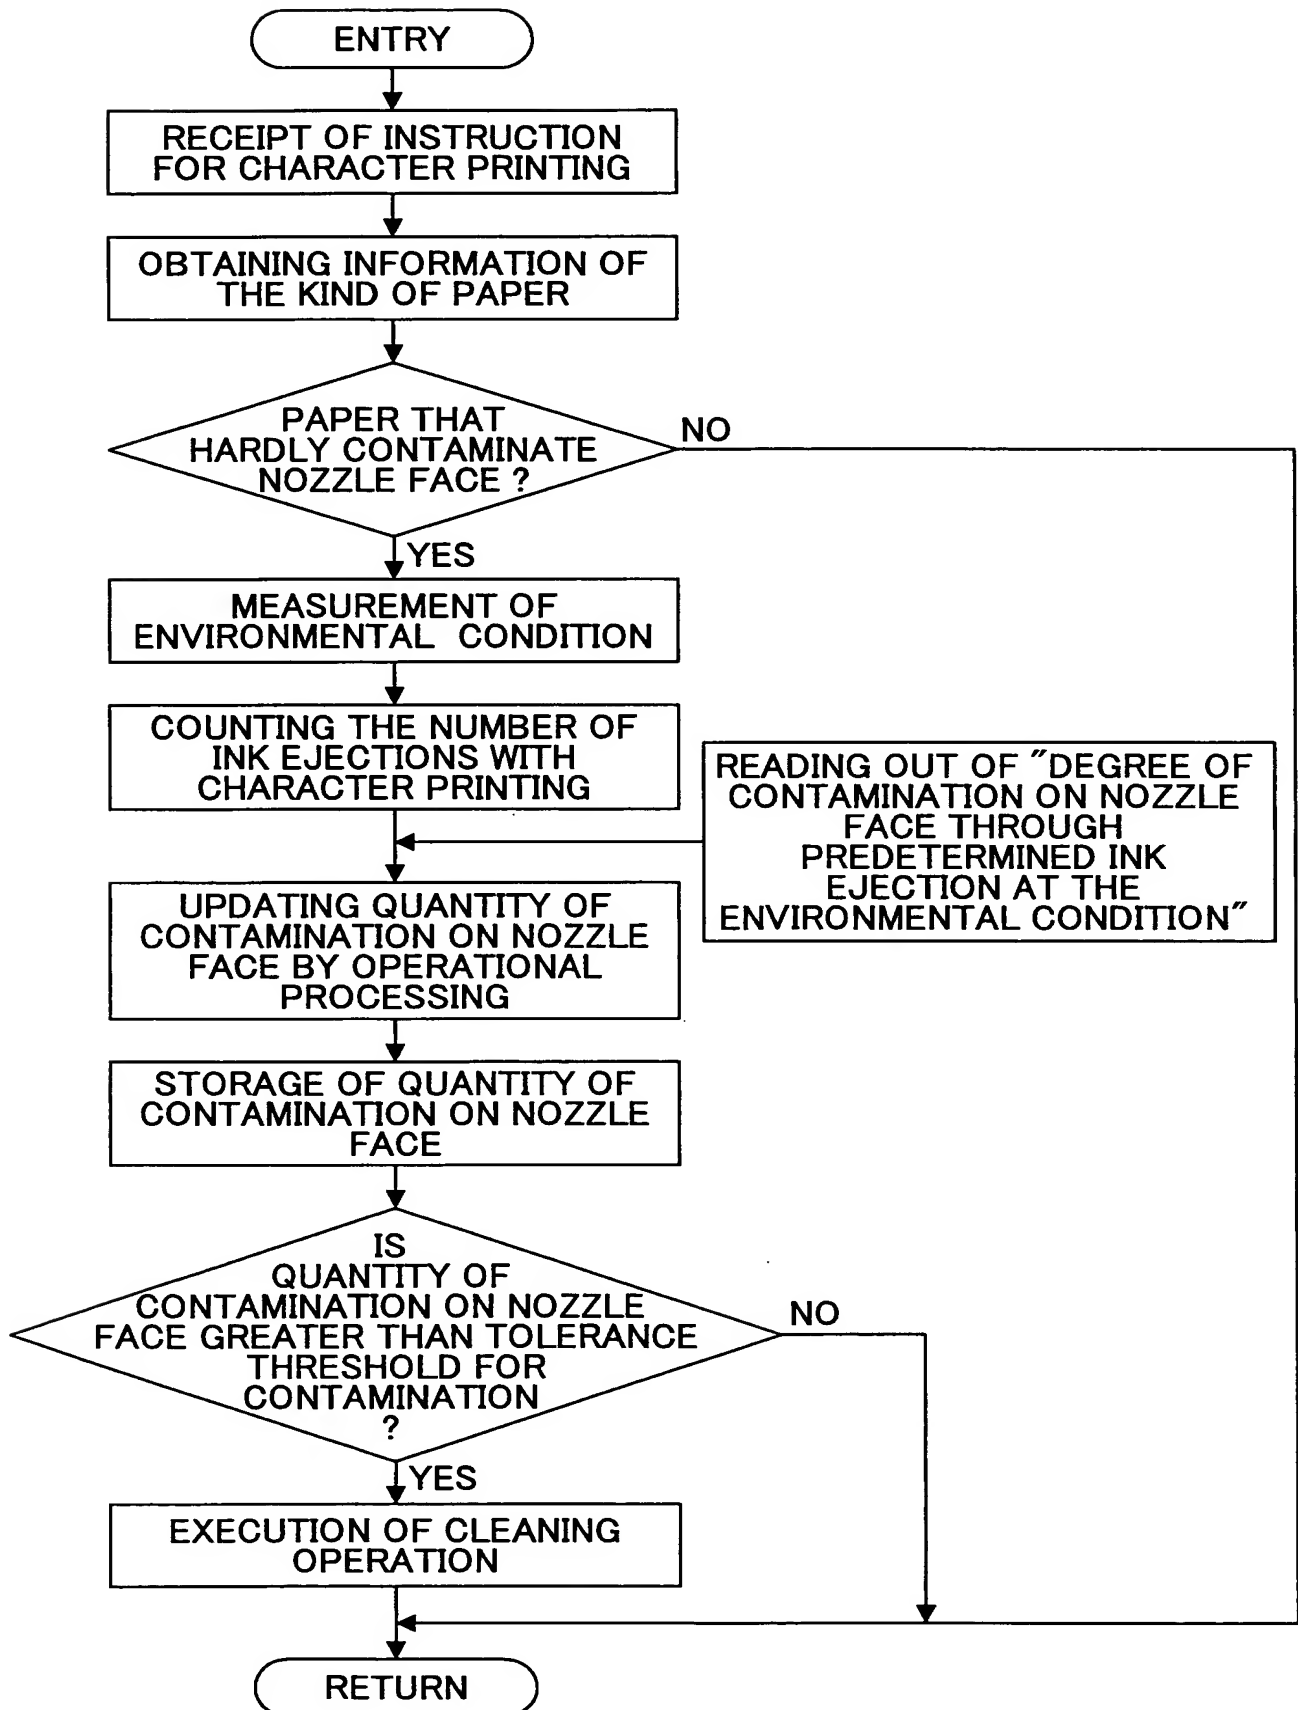 ENTRY
RECEIPT OF INSTRUCTION
FOR CHARACTER PRINTING
OBTAINING INFORMATION OF
THE KIND OF PAPER
PAPER THAT
HARDLY CONTAMINATE
NOZZLE FACE ?
NO
YES
MEASUREMENT OF
ENVIRONMENTAL CONDITION
COUNTING THE NUMBER OF
INK EJECTIONS WITH
CHARACTER PRINTING
READING OUT OF "DEGREE OF
CONTAMINATION ON NOZZLE
FACE THROUGH
PREDETERMINED INK
EJECTION AT THE
ENVIRONMENTAL CONDITION"
UPDATING QUANTITY OF
CONTAMINATION ON NOZZLE
FACE BY OPERATIONAL
PROCESSING
STORAGE OF QUANTITY OF
CONTAMINATION ON NOZZLE
FACE
IS
QUANTITY OF
CONTAMINATION ON NOZZLE
FACE GREATER THAN TOLERANCE
THRESHOLD FOR
CONTAMINATION
?
NO
YES
EXECUTION OF CLEANING
OPERATION
RETURN